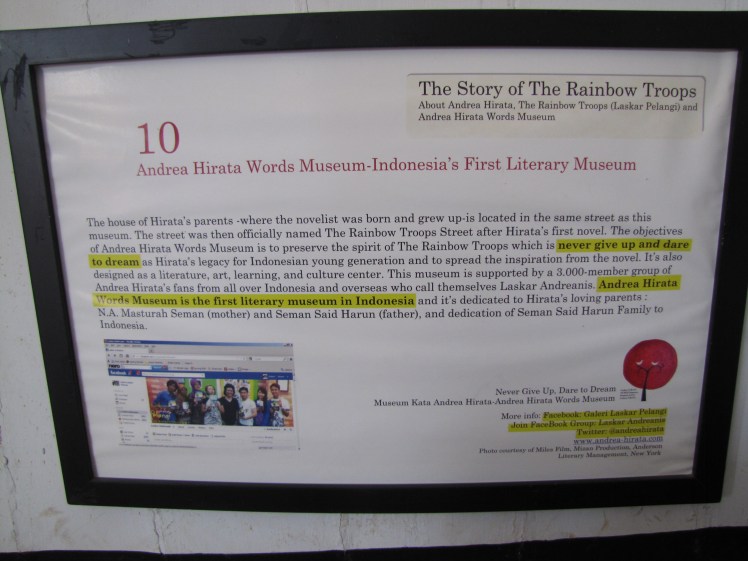 The Story of The Rainbow Troops
About Andrea Hirata, The Rainbow Troops (Laskar Pelangi) and
Andrea Hirata Words Museum
10
Andrea Hirata Words Museum-Indonesia's First Literary Museum
The house of Hirata's parents -where the novelist was born and grew up-is located in the same street as this
museum. The street was then officially named The Rainbow Troops Street after Hirata's first novel. The objectives
of Andrea Hirata Words Museum is to preserve the spirit of The Rainbow Troops which is never give up and dare
to dream as Hirata's legacy for Indonesian young generation and to spread the inspiration from the novel. It's also
designed as a literature, art, learning, and culture center. This museum is supported by a 3.000-member group of
Andrea Hirata's fans from all over Indonesia and overseas who call themselves Laskar Andreanis. Andrea Hirata
Words Museum is the first literary museum in Indonesia and it's dedicated to Hirata's loving parents :
N.A. Masturah Seman (mother) and Seman Said Harun (father), and dedication of Seman Said Harun Family to
Indonesia.
Never Give Up, Dare to Dream
Museum Kata Andrea Hirata-Andrea Hirata Words Museum
More info: Facebook: Galeri Laskar Pelangi
Join FaceBook Group: Laskar Andreanis
Twitter: @andreahirata
www.andrea-hirata.com
Photo courtesy of Miles Film, Mizan Production, Anderson
Literary Management, New York